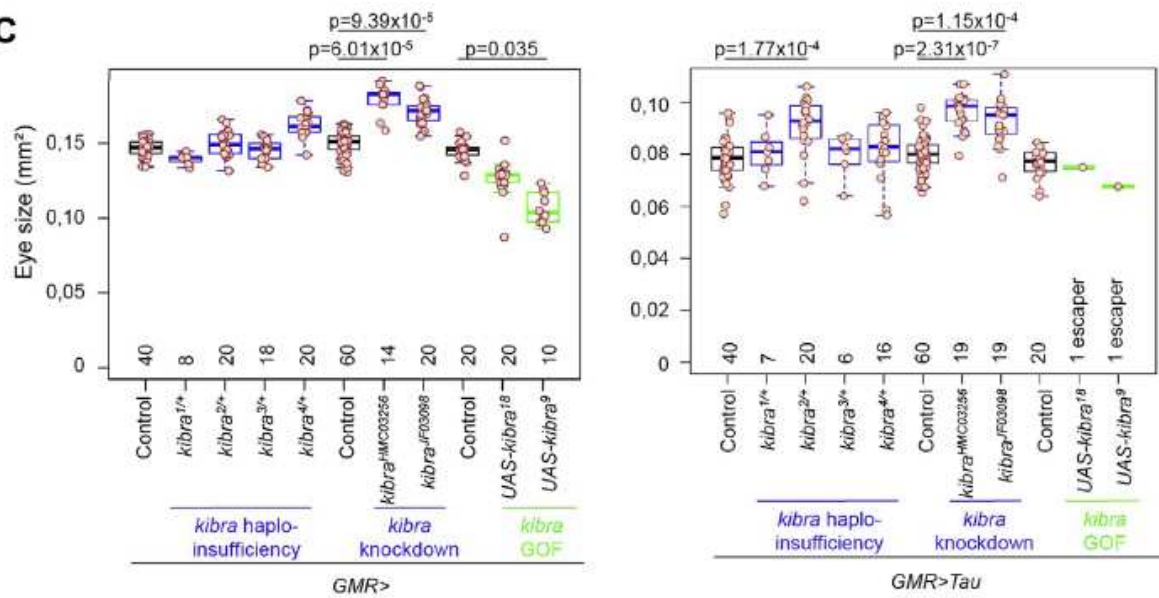 C
p=9.39x10⁻⁵
p=6.01x10⁻⁵ p=0.035
p=1.15x10⁻⁴
p=1.77x10⁻⁴ p=2.31x10⁻⁷
Eye size (mm²)
0,15
0,10
0,05
0
40 8 20 18 20 60 14 20 20 20 10
Control kibra¹/⁺ kibra²/⁺ kibra³/⁺ kibra⁴/⁺ Control kibraᴴᴹᶜ⁰³²⁵⁶ kibraᴶᶠ⁰³⁰⁹⁸ Control UAS-kibra¹⁸ UAS-kibra⁹
kibra haplo-
insufficiency
kibra
knockdown
kibra
GOF
GMR>
0,10
0,08
0,06
0,04
0,02
0
40 7 20 6 16 60 19 19 20 1 escaper 1 escaper
Control kibra¹/⁺ kibra²/⁺ kibra³/⁺ kibra⁴/⁺ Control kibraᴴᴹᶜ⁰³²⁵⁶ kibraᴶᶠ⁰³⁰⁹⁸ Control UAS-kibra¹⁸ UAS-kibra⁹
kibra haplo-
insufficiency
kibra
knockdown
kibra
GOF
GMR>Tau